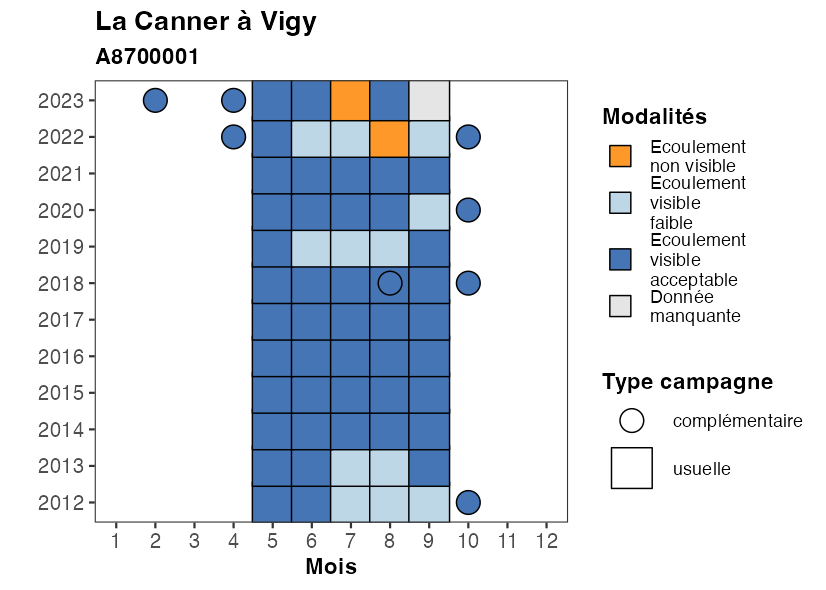 La Canner à Vigy
A8700001
2023
2022
2021
2020
2019
2018
2017
2016
2015
2014
2013
2012
1 2 3 4 5 6 7 8 9 10 11 12
Mois
Modalités
Ecoulement
non visible
Ecoulement
visible
faible
Ecoulement
visible
acceptable
Donnée
manquante
Type campagne
complémentaire
usuelle